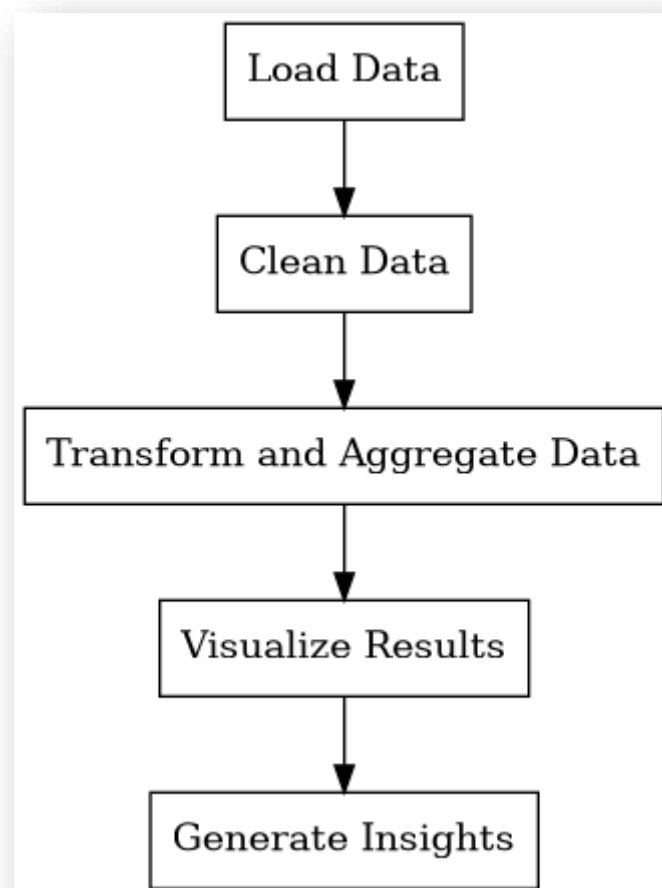 Load Data
Clean Data
Transform and Aggregate Data
Visualize Results
Generate Insights